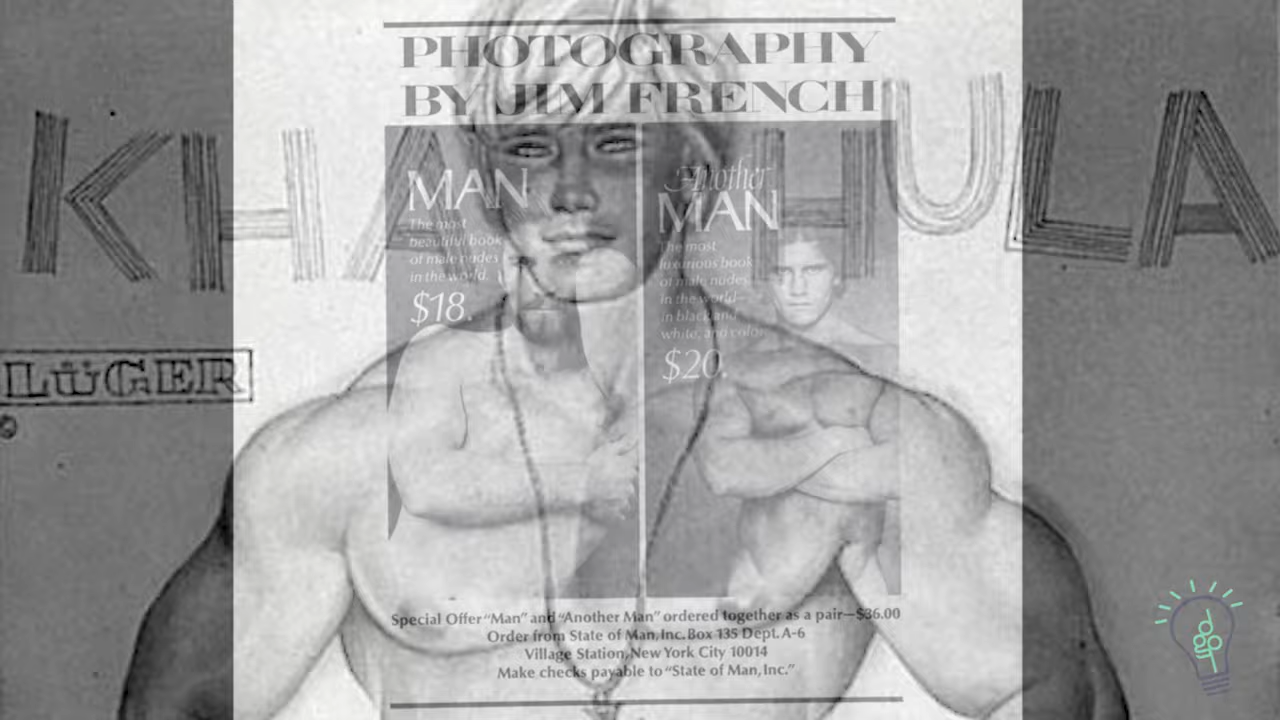 PHOTOGRAPHY
BY JIM FRENCH
KHA HULA
MAN
The most
beautiful book
of male nudes
in the world.
$18.
Another
MAN
The most
luxurious book
of male nudes
in the world—
in black and
white, and color.
$20.
LÜGER
Special Offer "Man" and "Another Man" ordered together as a pair—$36.00
Order from State of Man, Inc. Box 135 Dept. A-6
Village Station, New York City 10014
Make checks payable to "State of Man, Inc."